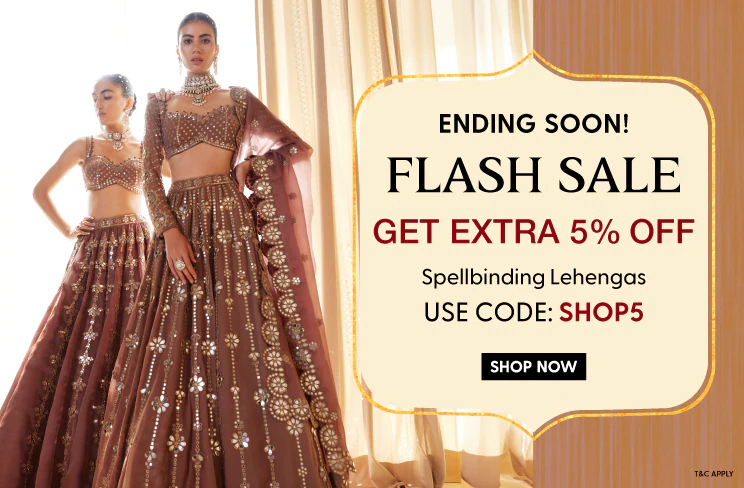 ENDING SOON!
FLASH SALE
GET EXTRA 5% OFF
Spellbinding Lehengas
USE CODE: SHOP5
SHOP NOW
T&C APPLY